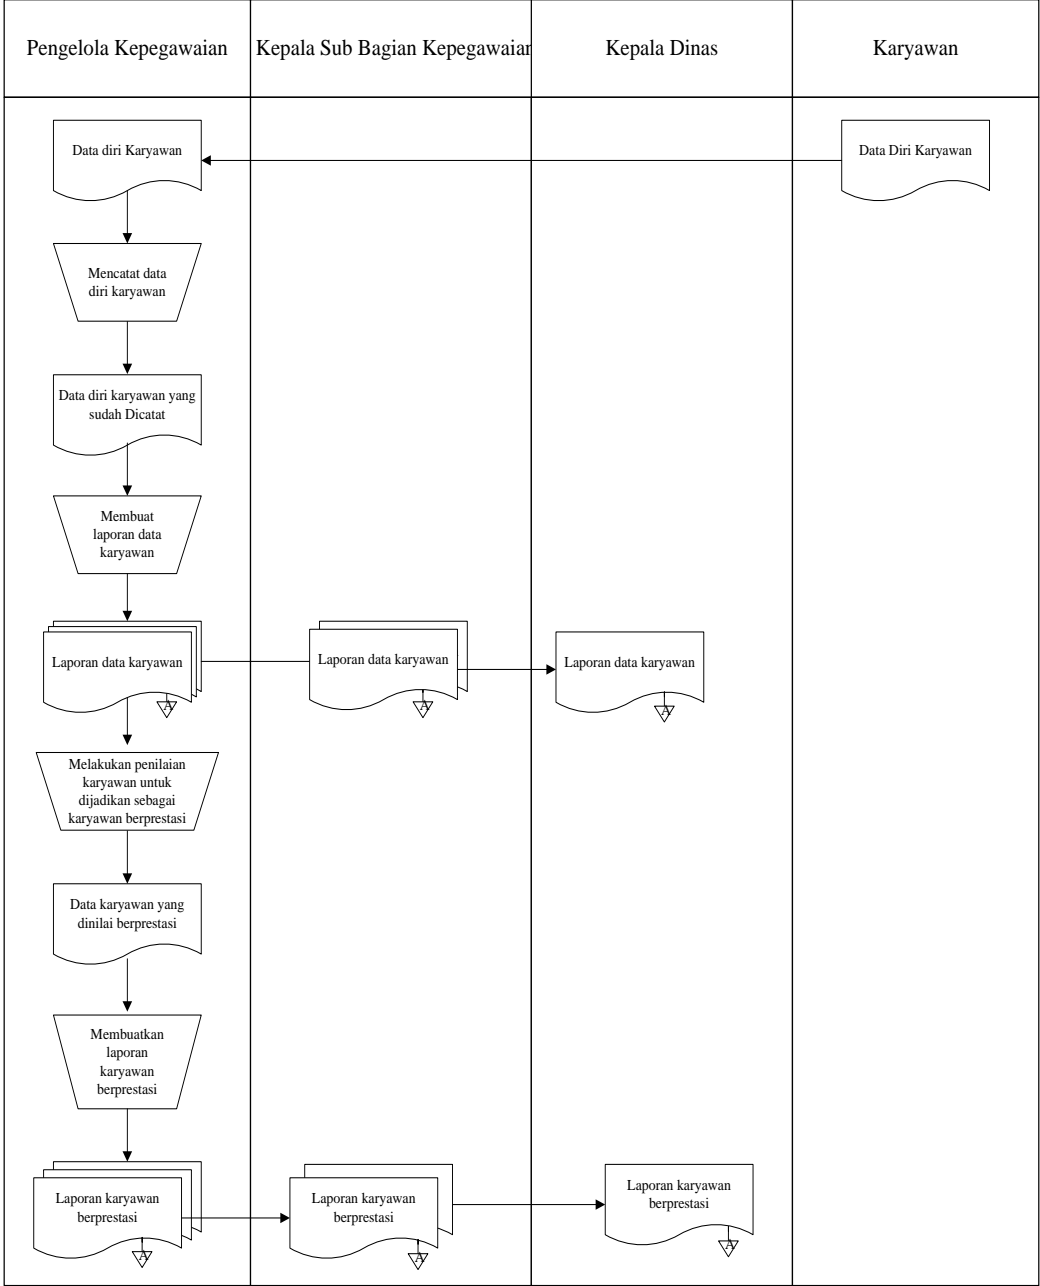 Pengelola Kepegawaian
Kepala Sub Bagian Kepegawaian
Kepala Dinas
Karyawan
Data diri Karyawan
Data Diri Karyawan
Mencatat data
diri karyawan
Data diri karyawan yang
sudah Dicatat
Membuat
laporan data
karyawan
Laporan data karyawan
A
Laporan data karyawan
A
Laporan data karyawan
A
Melakukan penilaian
karyawan untuk
dijadikan sebagai
karyawan berprestasi
Data karyawan yang
dinilai berprestasi
Membuatkan
laporan
karyawan
berprestasi
Laporan karyawan
berprestasi
A
Laporan karyawan
berprestasi
A
Laporan karyawan
berprestasi
A